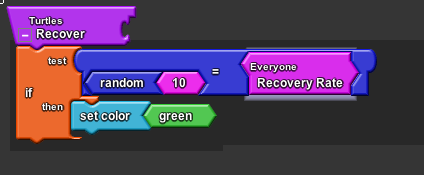 Turtles
– Recover
test
random 10 = Everyone
Recovery Rate
if
then
set color green